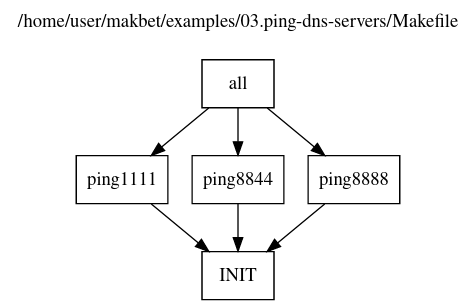 /home/user/makbet/examples/03.ping-dns-servers/Makefile
all
ping1111
ping8844
ping8888
INIT